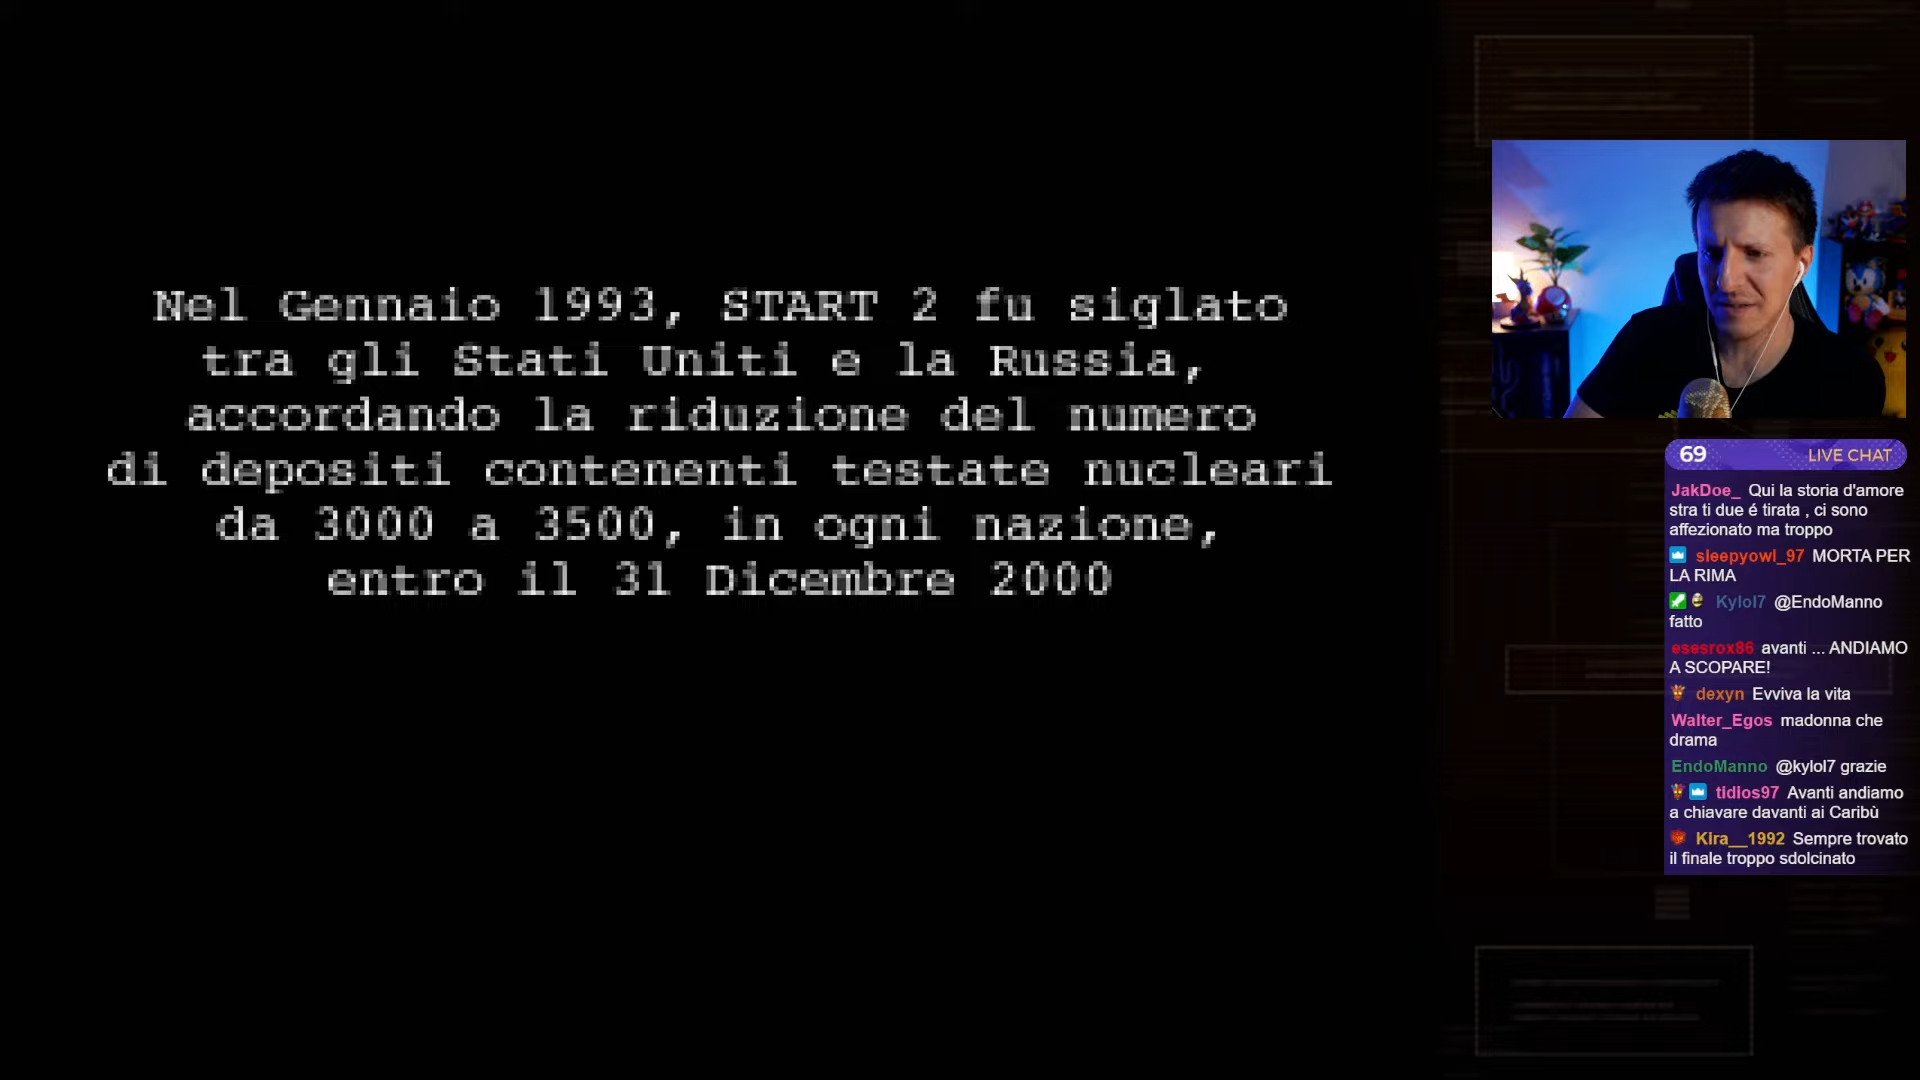 Nel Gennaio 1993, START 2 fu siglato
tra gli Stati Uniti e la Russia,
accordando la riduzione del numero
di depositi contenenti testate nucleari
da 3000 a 3500, in ogni nazione,
entro il 31 Dicembre 2000
69 LIVE CHAT
JakDoe_ Qui la storia d'amore
stra ti due é tirata , ci sono
affezionato ma troppo
sleepyowl_97 MORTA PER
LA RIMA
Kylol7 @EndoManno
fatto
esesrox86 avanti ... ANDIAMO
A SCOPARE!
dexyn Evviva la vita
Walter_Egos madonna che
drama
EndoManno @kylol7 grazie
tidios97 Avanti andiamo
a chiavare davanti ai Caribù
Kira__1992 Sempre trovato
il finale troppo sdolcinato